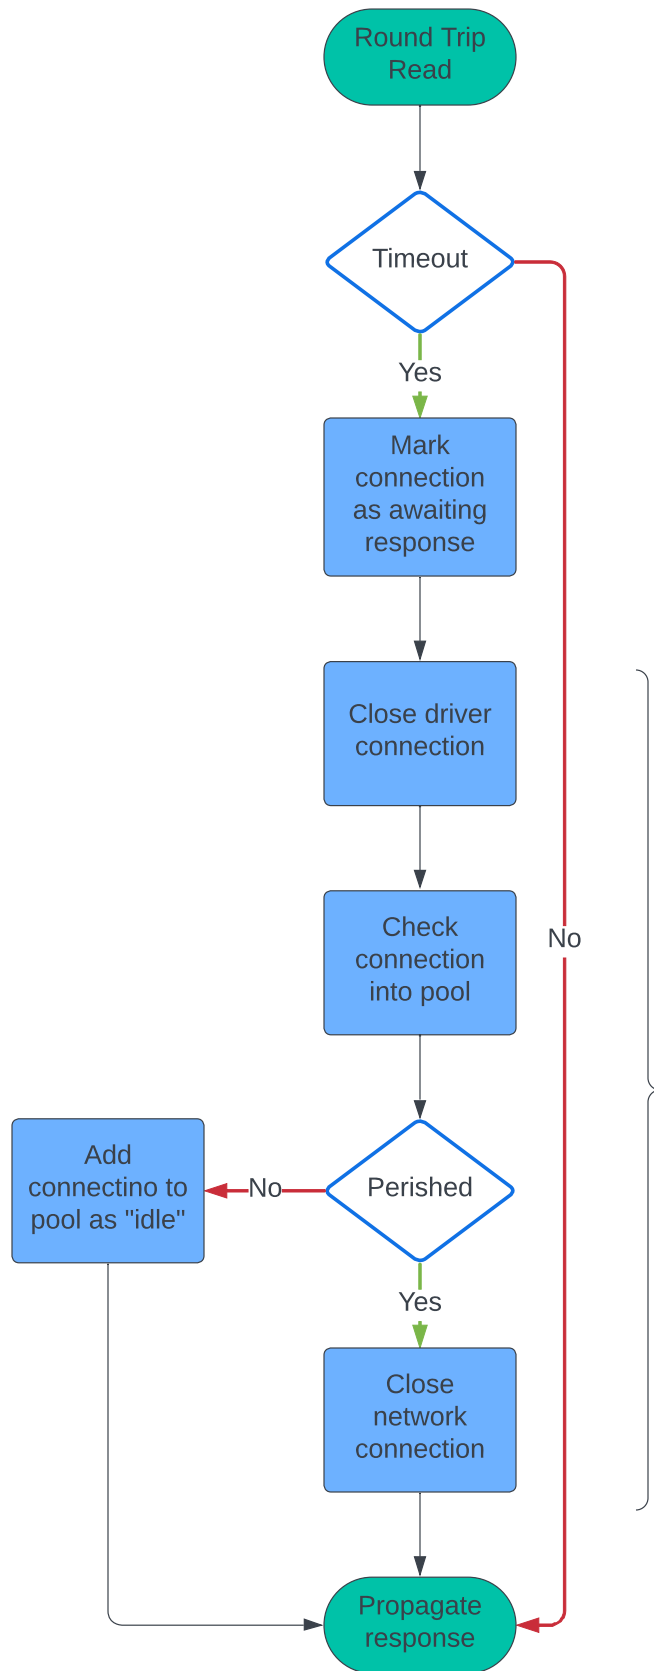 Round Trip
Read
Timeout
Yes
Mark
connection
as awaiting
response
Close driver
connection
Check
connection
into pool
No
Add
connectino to
pool as "idle"
No
Perished
Yes
Close
network
connection
Propagate
response